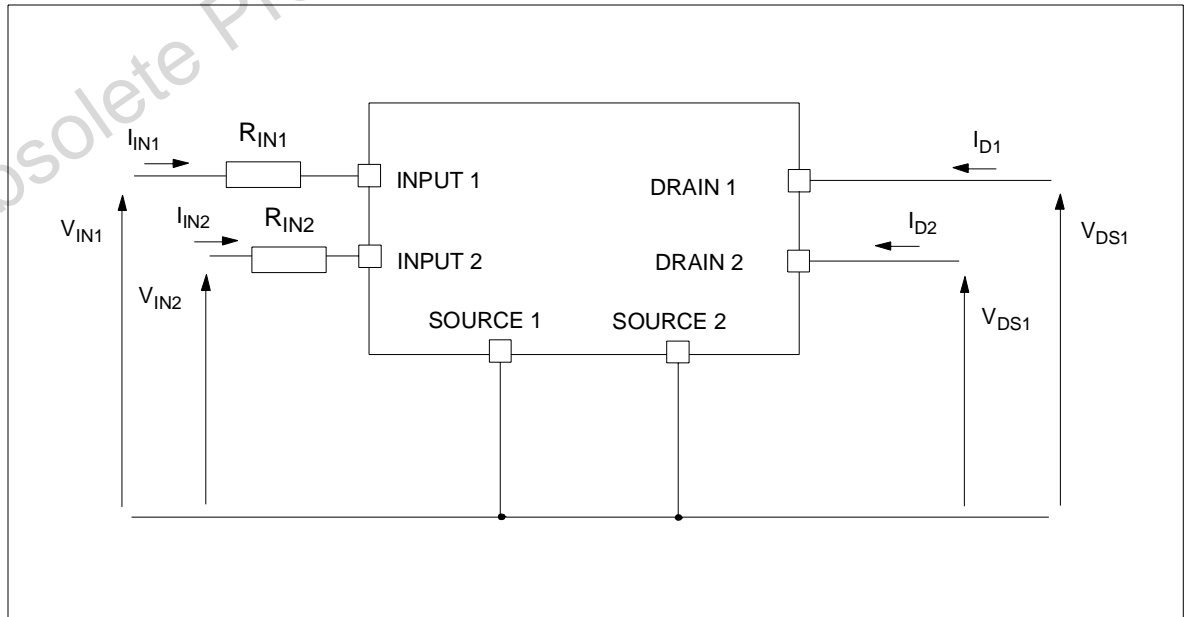 bsolete Pr
I_IN1
R_IN1
INPUT 1
I_IN2
R_IN2
INPUT 2
V_IN1
V_IN2
SOURCE 1
SOURCE 2
DRAIN 1
DRAIN 2
I_D1
I_D2
V_DS1
V_DS1